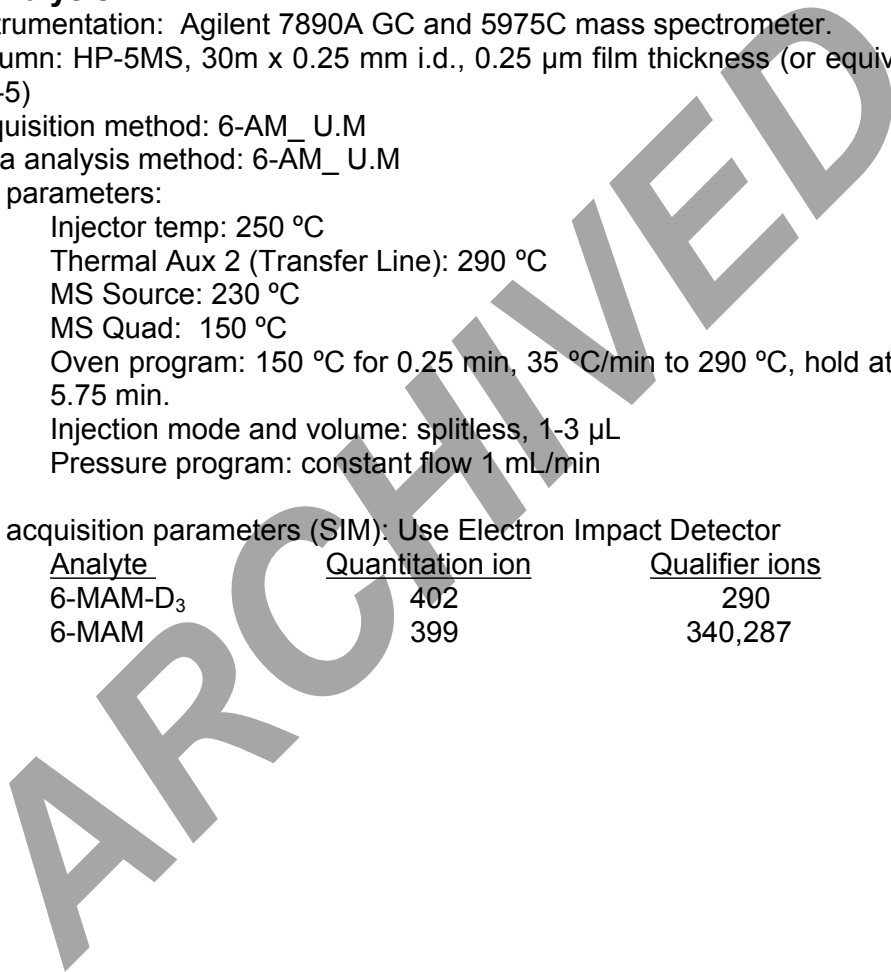 nalysis
trumentation: Agilent 7890A GC and 5975C mass spectrometer.
umn: HP-5MS, 30m x 0.25 mm i.d., 0.25 µm film thickness (or equiv
-5)
quisition method: 6-AM_ U.M
a analysis method: 6-AM_ U.M
parameters:
Injector temp: 250 ºC
Thermal Aux 2 (Transfer Line): 290 ºC
MS Source: 230 ºC
MS Quad: 150 ºC
Oven program: 150 ºC for 0.25 min, 35 ºC/min to 290 ºC, hold at
5.75 min.
Injection mode and volume: splitless, 1-3 µL
Pressure program: constant flow 1 mL/min
acquisition parameters (SIM): Use Electron Impact Detector
Analyte Quantitation ion Qualifier ions
6-MAM-D₃ 402 290
6-MAM 399 340,287
ARCHIVED